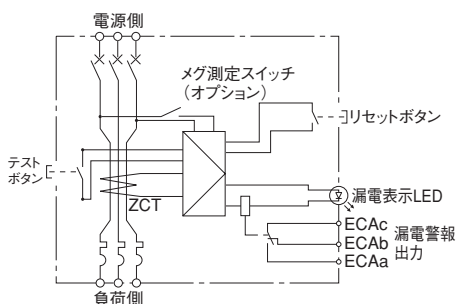 電源側
メグ測定スイッチ
（オプション）
リセットボタン
テスト
ボタン
ZCT
漏電表示LED
ECAc
ECAb
ECAa
漏電警報
出力
負荷側